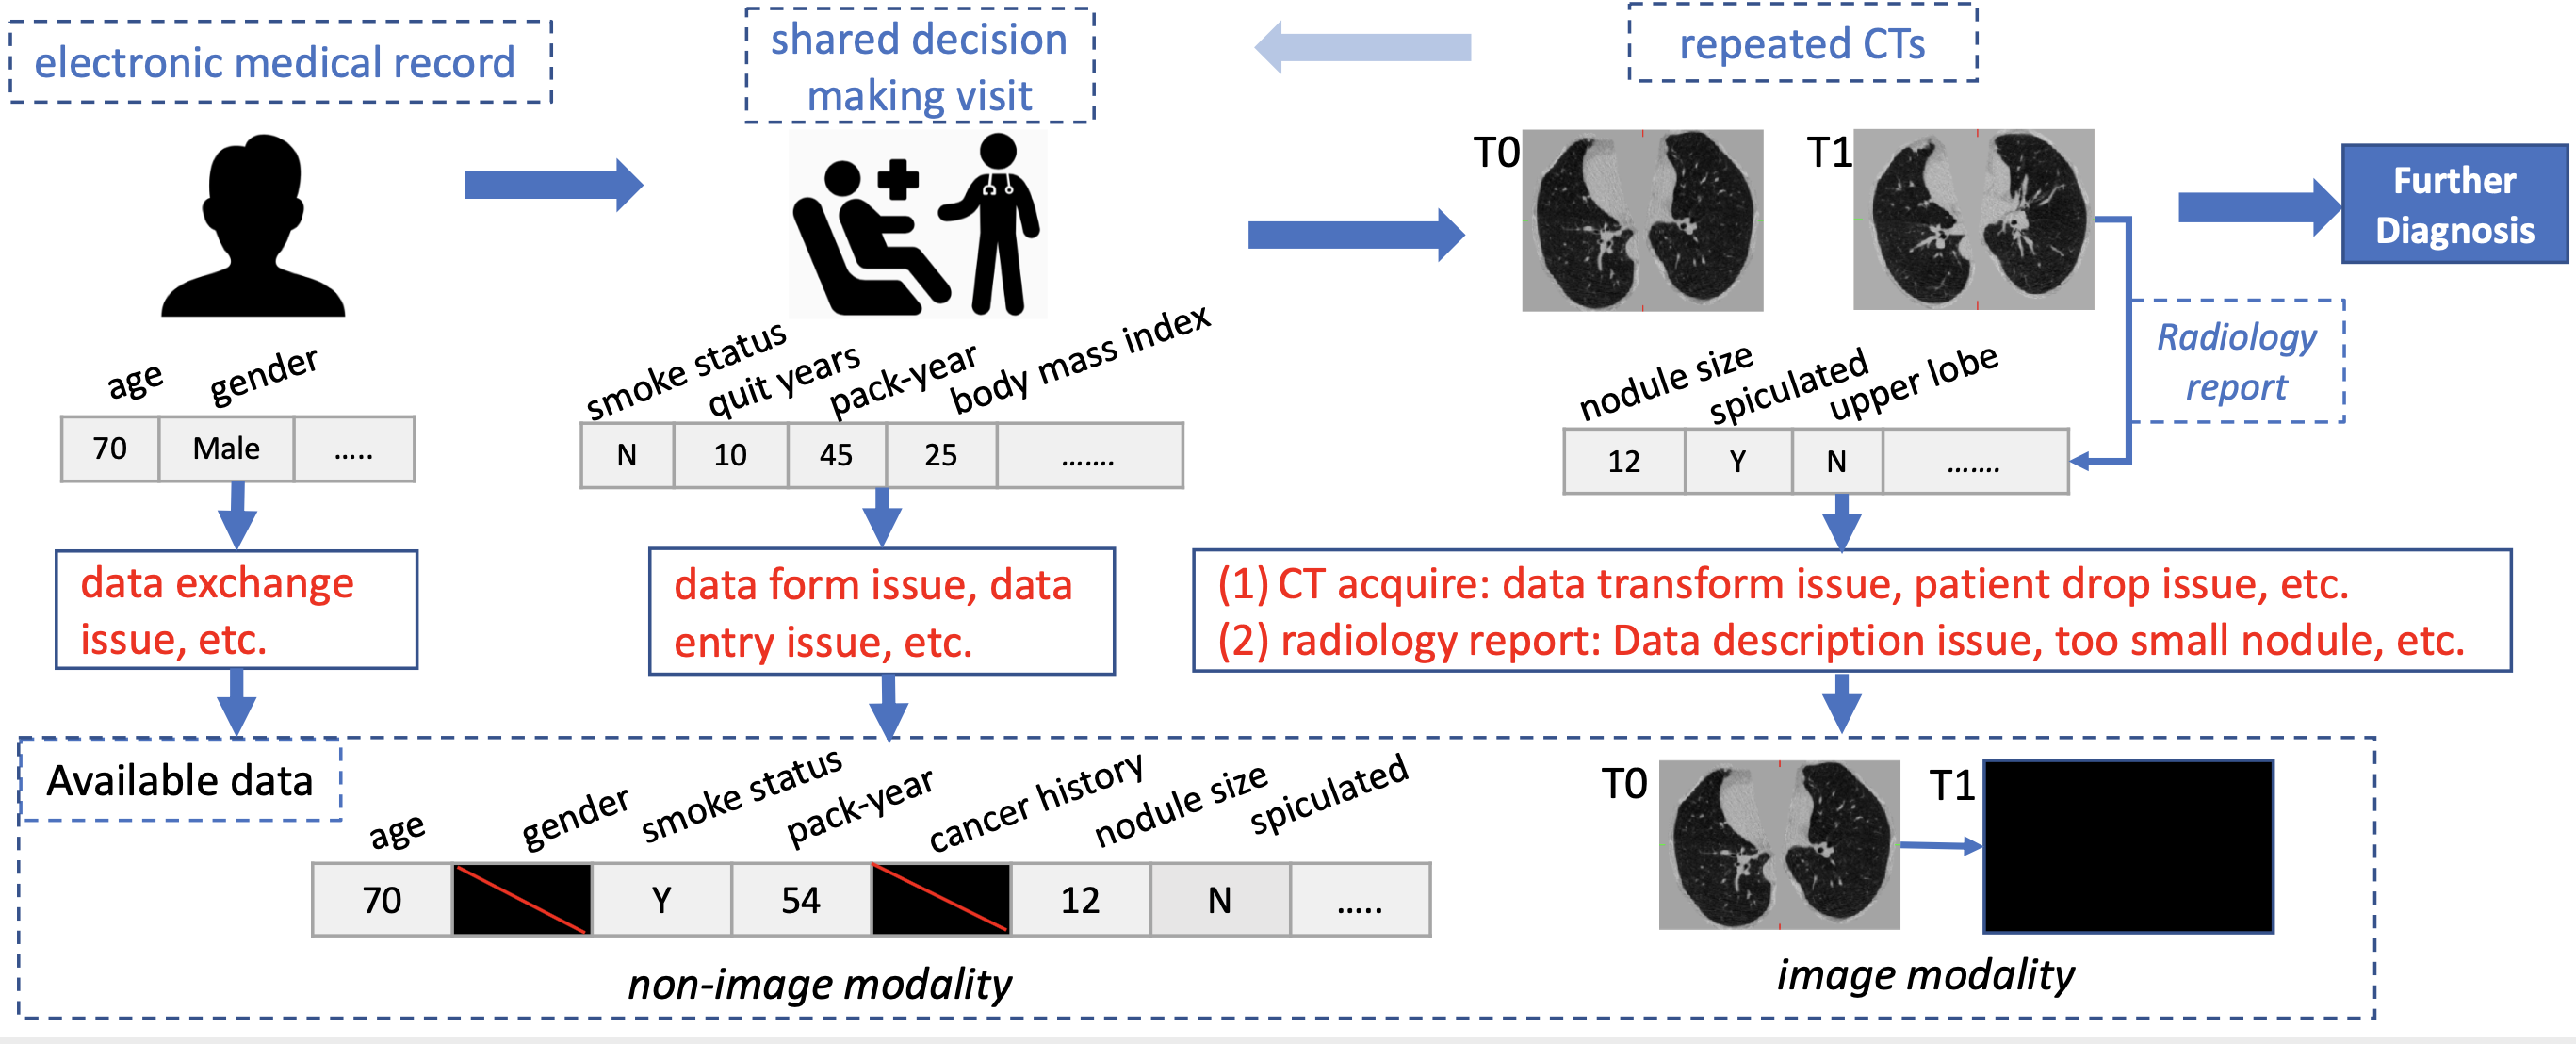 electronic medical record
shared decision
making visit
repeated CTs
T0
T1
Further
Diagnosis
Radiology
report
age
gender
70
Male
.....
smoke status
quit years
pack-year
body mass index
N
10
45
25
.......
nodule size
spiculated
upper lobe
12
Y
N
.......
data exchange
issue, etc.
data form issue, data
entry issue, etc.
(1) CT acquire: data transform issue, patient drop issue, etc.
(2) radiology report: Data description issue, too small nodule, etc.
Available data
age
gender
smoke status
pack-year
cancer history
nodule size
spiculated
70
Y
54
12
N
.....
non-image modality
T0
T1
image modality